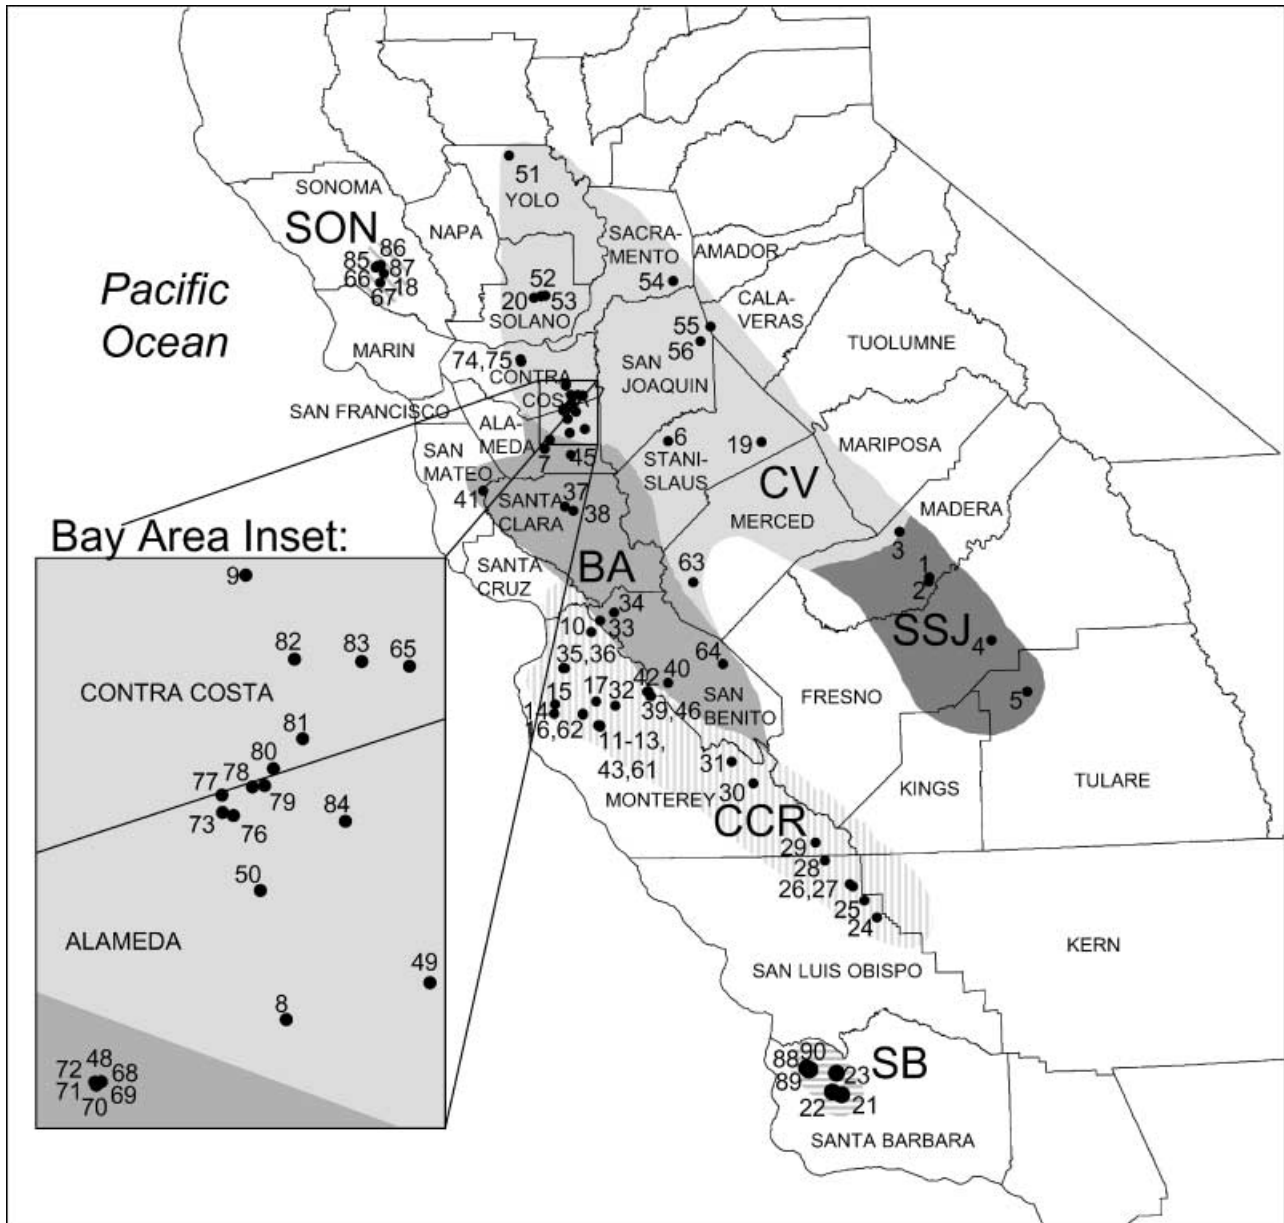 51
SONOMA
YOLO
SON
NAPA
SACRA-
MENTO
AMADOR
86
85
87
66
18
67
54
52
20
53
SOLANO
CALA-
VERAS
Pacific
Ocean
55
56
MARIN
74,75
SAN
JOAQUIN
TUOLUMNE
CONTRA
COSTA
SAN FRANCISCO
ALA-
MEDA
6
19
MARIPOSA
SAN
MATEO
7
45
STANI-
SLAUS
CV
41
37
SANTA
CLARA
38
MERCED
MADERA
Bay Area Inset:
3
SANTA
CRUZ
BA
63
1
2
34
33
10
SSJ
4
35,36
64
40
42
5
15
17
32
14
39,46
SAN
BENITO
FRESNO
16,62
11-13,
43,61
31
30
MONTEREY
KINGS
TULARE
CCR
29
28
26,27
25
24
KERN
SAN LUIS OBISPO
90
88
SB
89
23
22
21
SANTA BARBARA
9
82
83
65
CONTRA COSTA
81
80
78
77
79
73
76
84
50
ALAMEDA
49
8
48
72
68
71
69
70